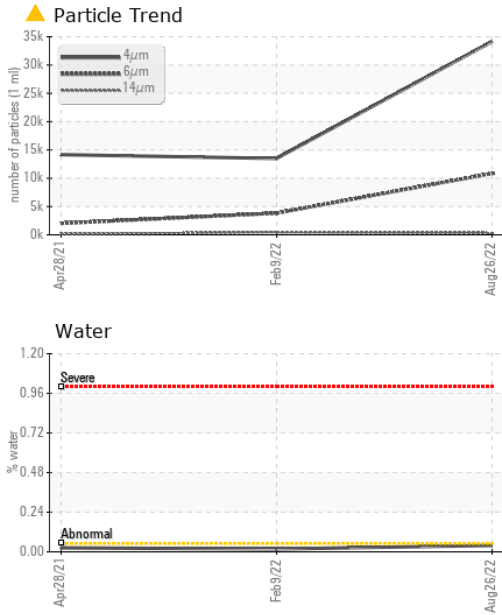 Particle Trend
number of particles (1 ml)
35k
30k
25k
20k
15k
10k
5k
0k
4μm
6μm
14μm
Apr28/21
Feb9/22
Aug26/22
Water
% water
1.20
0.96
0.72
0.48
0.24
0.00
Severe
Abnormal
Apr28/21
Feb9/22
Aug26/22